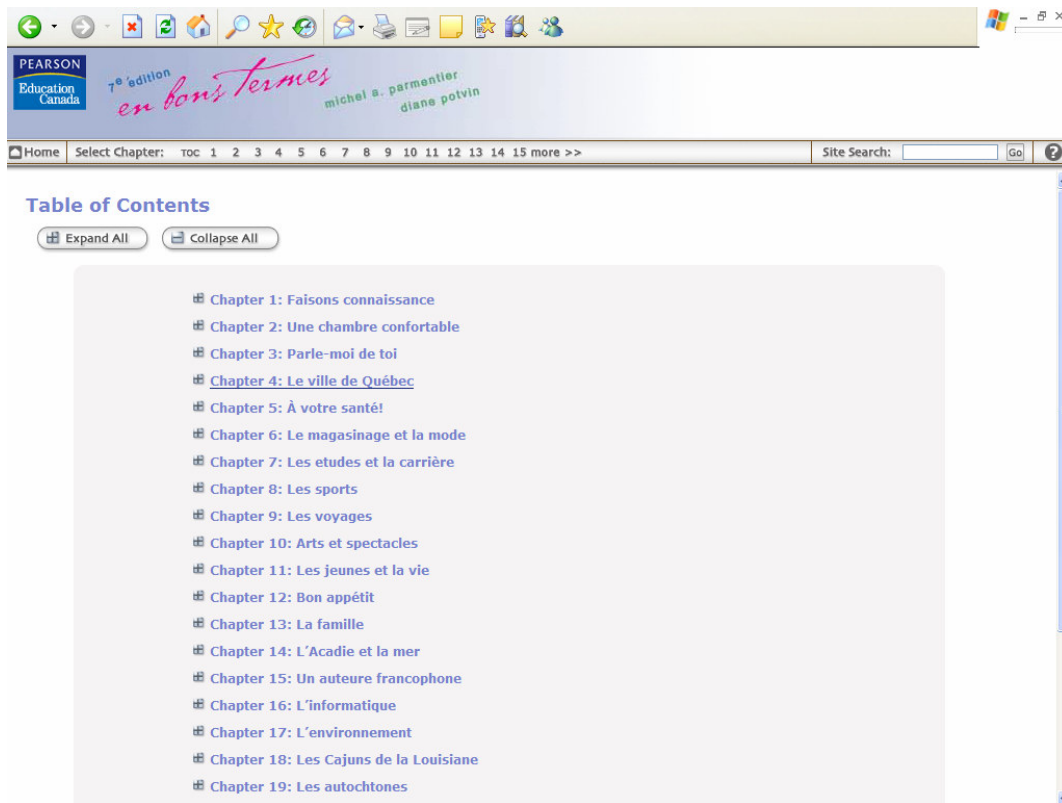 PEARSON
Education
Canada
7e édition
en bons termes
michel a. parmentier
diane potvin
Home Select Chapter: TOC 1 2 3 4 5 6 7 8 9 10 11 12 13 14 15 more >> Site Search: Go ?
Table of Contents
Expand All Collapse All
Chapter 1: Faisons connaissance
Chapter 2: Une chambre confortable
Chapter 3: Parle-moi de toi
Chapter 4: Le ville de Québec
Chapter 5: À votre santé!
Chapter 6: Le magasinage et la mode
Chapter 7: Les etudes et la carrière
Chapter 8: Les sports
Chapter 9: Les voyages
Chapter 10: Arts et spectacles
Chapter 11: Les jeunes et la vie
Chapter 12: Bon appétit
Chapter 13: La famille
Chapter 14: L'Acadie et la mer
Chapter 15: Un auteure francophone
Chapter 16: L'informatique
Chapter 17: L'environnement
Chapter 18: Les Cajuns de la Louisiane
Chapter 19: Les autochtones